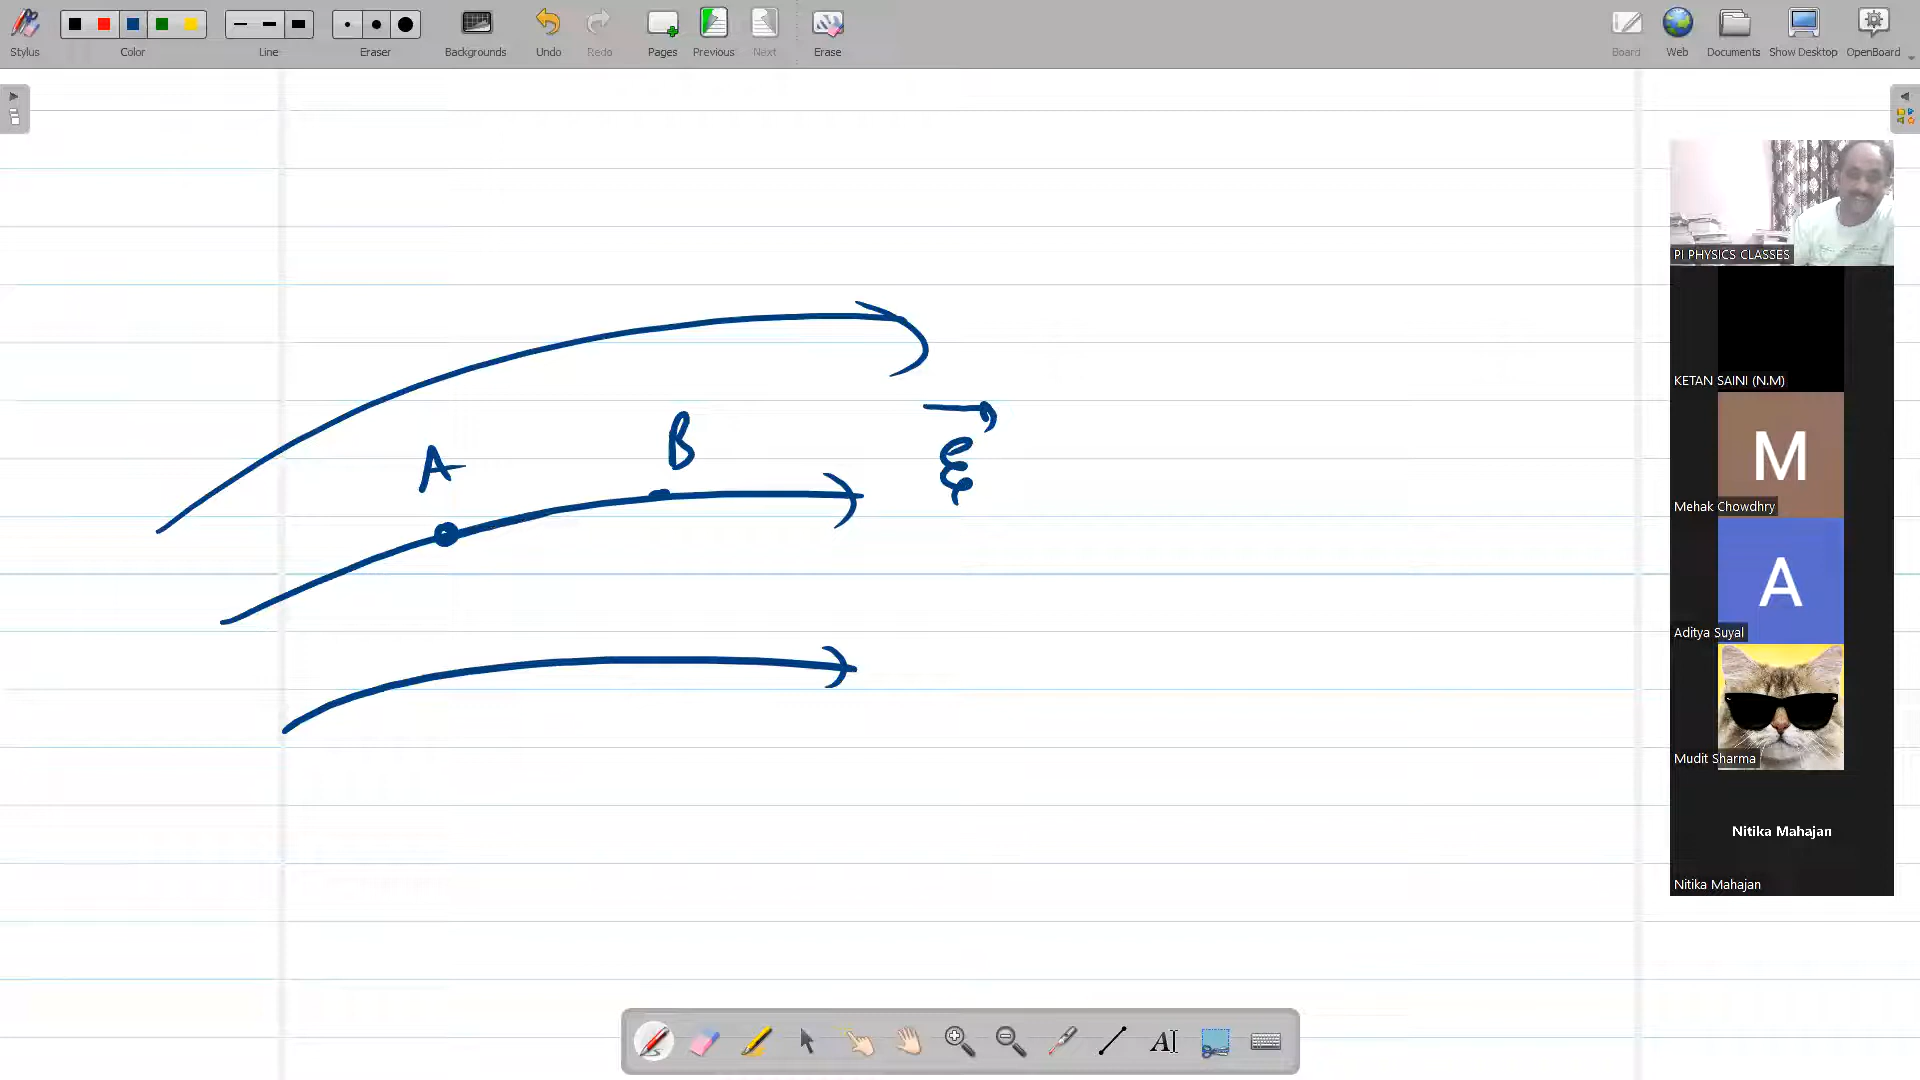 Stylus
Color
Line
Eraser
Backgrounds
Undo
Redo
Pages
Previous
Next
Erase
Board
Web
Documents
Show Desktop
OpenBoard
PI PHYSICS CLASSES
KETAN SAINI (N.M)
M
Mehak Chowdhry
A
Aditya Suyal
Mudit Sharma
Nitika Mahajan
Nitika Mahajan
A
B
ξ
A